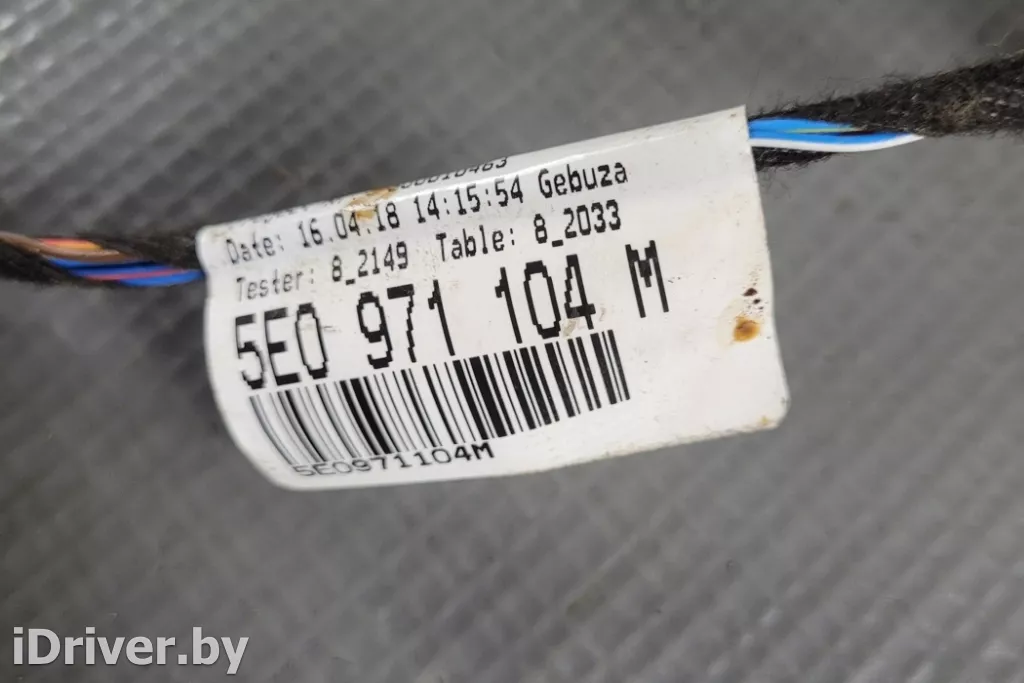 Date: 16.04.18 14:15:54 Gebuza
Tester: 8_2149 Table: 8_2033
5E0 971 104 M
5E0971104M
iDriver.by